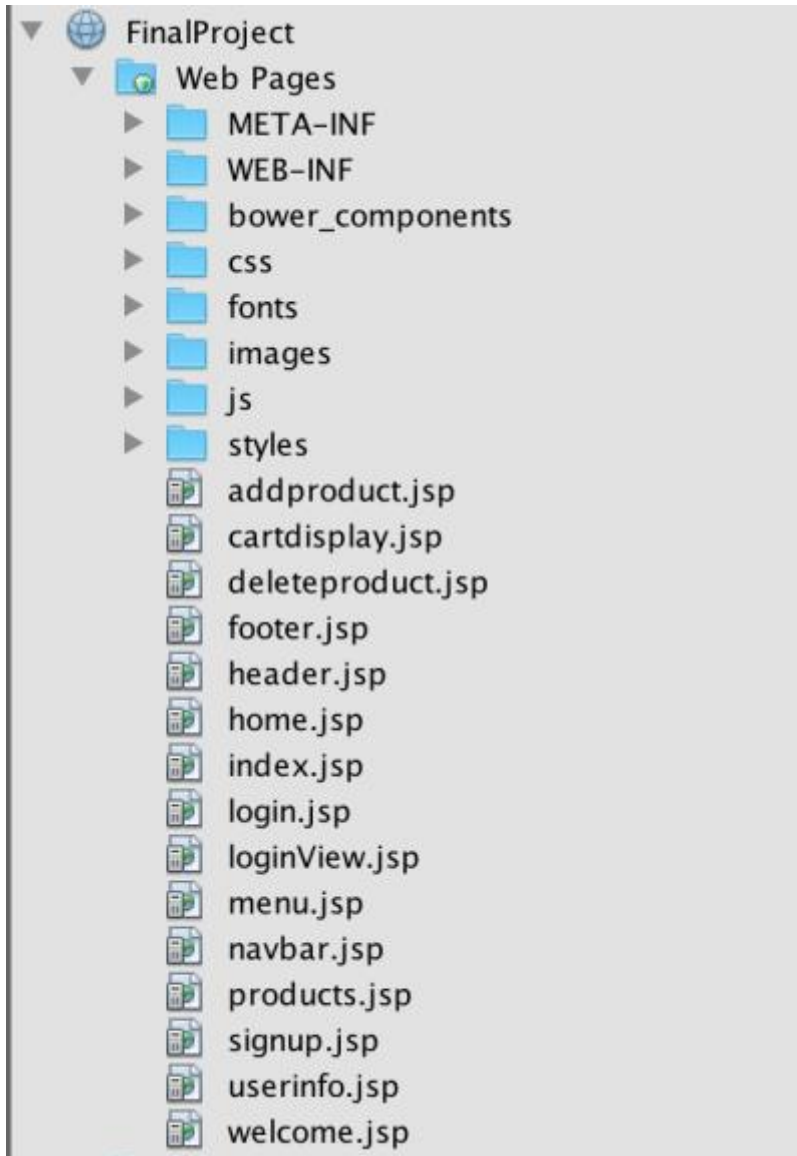 FinalProject
Web Pages
META-INF
WEB-INF
bower_components
css
fonts
images
js
styles
addproduct.jsp
cartdisplay.jsp
deleteproduct.jsp
footer.jsp
header.jsp
home.jsp
index.jsp
login.jsp
loginView.jsp
menu.jsp
navbar.jsp
products.jsp
signup.jsp
userinfo.jsp
welcome.jsp